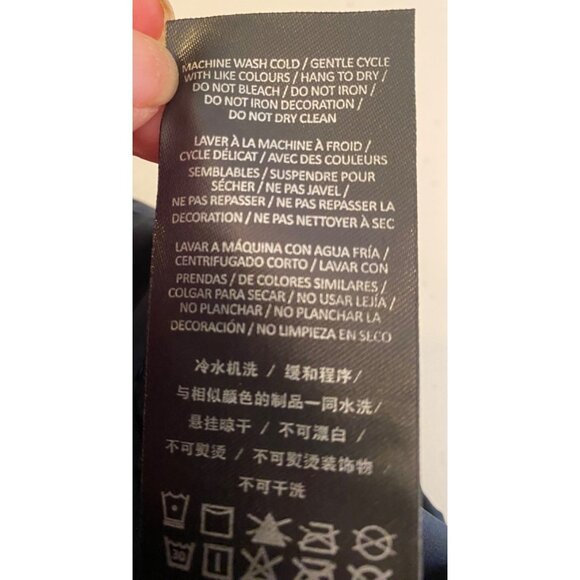 MACHINE WASH COLD / GENTLE CYCLE
WITH LIKE COLOURS / HANG TO DRY /
DO NOT BLEACH / DO NOT IRON /
DO NOT IRON DECORATION /
DO NOT DRY CLEAN
LAVER À LA MACHINE À FROID /
CYCLE DÉLICAT / AVEC DES COULEURS
SEMBLABLES / SUSPENDRE POUR
SÉCHER / NE PAS JAVEL /
NE PAS REPASSER / NE PAS REPASSER LA
DECORATION / NE PAS NETTOYER À SEC
LAVAR A MÁQUINA CON AGUA FRÍA /
CENTRIFUGADO CORTO / LAVAR CON
PRENDAS / DE COLORES SIMILARES /
COLGAR PARA SECAR / NO USAR LEJÍA /
NO PLANCHAR / NO PLANCHAR LA
DECORACIÓN / NO LIMPIEZA EN SECO
冷水机洗 / 缓和程序 /
与相似颜色的制品一同水洗 /
悬挂晾干 / 不可漂白 /
不可熨烫 / 不可熨烫装饰物 /
不可干洗
30